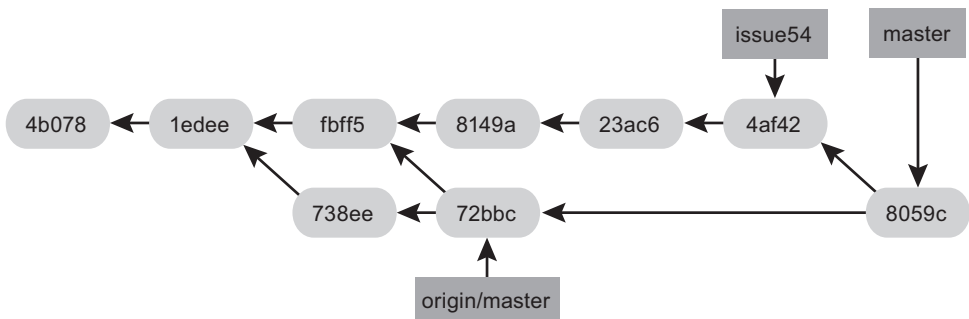 issue54
master
4b078
1edee
fbff5
8149a
23ac6
4af42
738ee
72bbc
8059c
origin/master